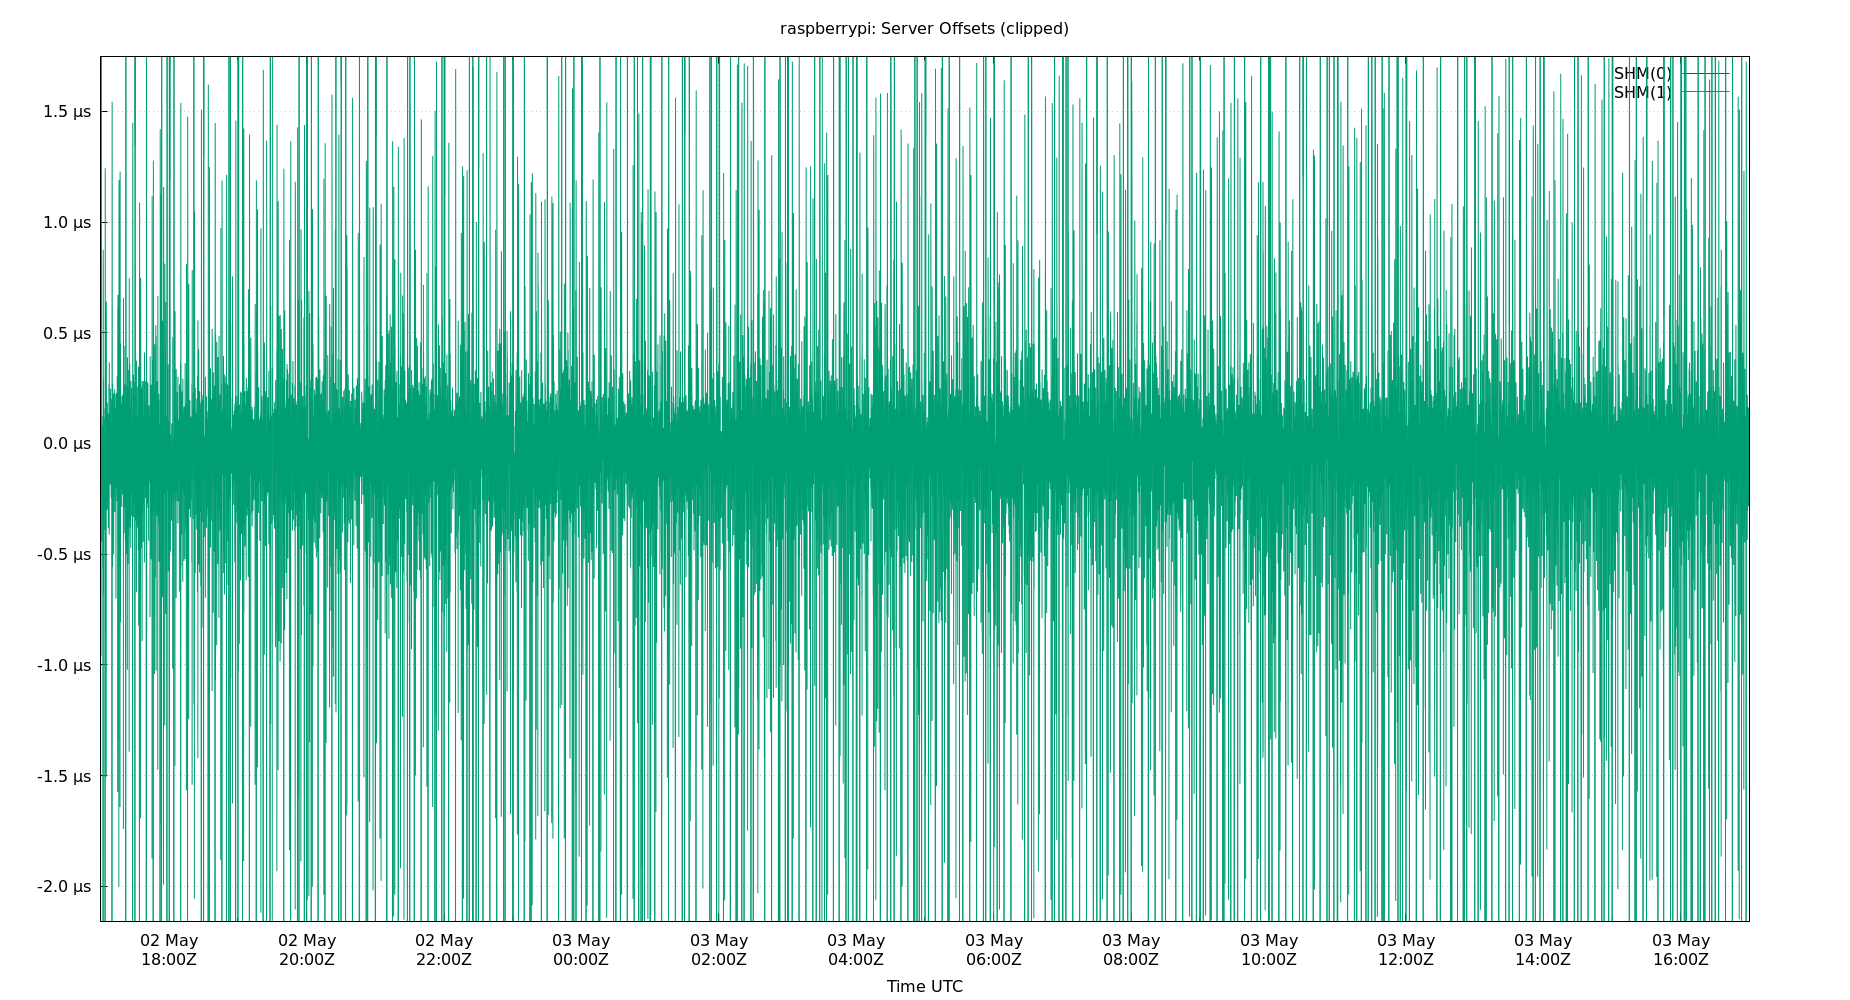 raspberrypi: Server Offsets (clipped)
SHM(0)
SHM(1)
1.5 µs
1.0 µs
0.5 µs
0.0 µs
-0.5 µs
-1.0 µs
-1.5 µs
-2.0 µs
02 May 02 May 02 May 03 May 03 May 03 May 03 May 03 May 03 May 03 May 03 May 03 May
18:00Z 20:00Z 22:00Z 00:00Z 02:00Z 04:00Z 06:00Z 08:00Z 10:00Z 12:00Z 14:00Z 16:00Z
Time UTC